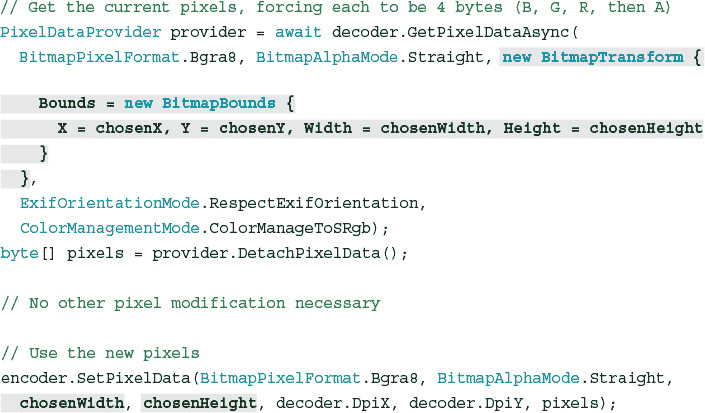 // Get the current pixels, forcing each to be 4 bytes (B, G, R, then A)
PixelDataProvider provider = await decoder.GetPixelDataAsync(
  BitmapPixelFormat.Bgra8, BitmapAlphaMode.Straight, new BitmapTransform {
    Bounds = new BitmapBounds {
      X = chosenX, Y = chosenY, Width = chosenWidth, Height = chosenHeight
    }
  },
  ExifOrientationMode.RespectExifOrientation,
  ColorManagementMode.ColorManageToSRgb);
byte[] pixels = provider.DetachPixelData();
// No other pixel modification necessary
// Use the new pixels
encoder.SetPixelData(BitmapPixelFormat.Bgra8, BitmapAlphaMode.Straight,
  chosenWidth, chosenHeight, decoder.DpiX, decoder.DpiY, pixels);